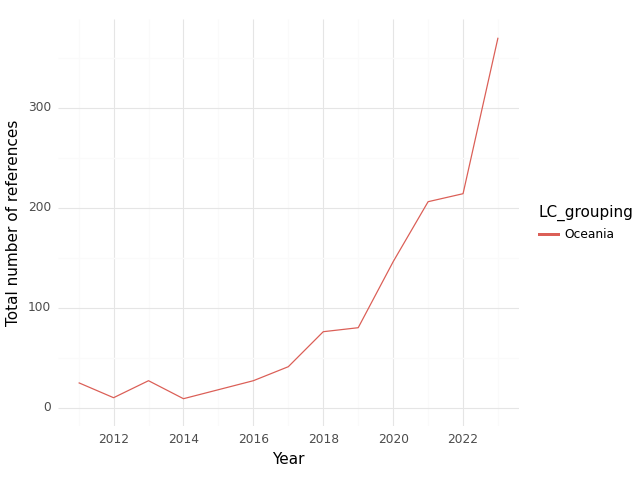 300
200
100
0
2012 2014 2016 2018 2020 2022
Year
Total number of references
LC_grouping
Oceania